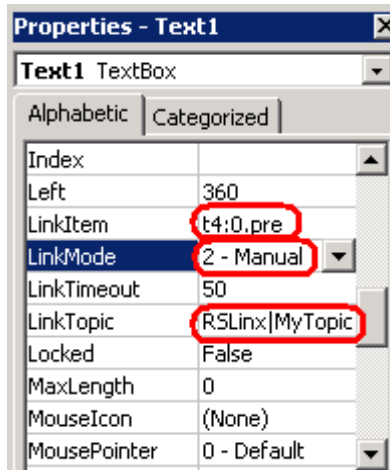 Properties - Text1
Text1 TextBox
Alphabetic Categorized
Index
Left 360
LinkItem t4:0.pre
LinkMode 2 - Manual
LinkTimeout 50
LinkTopic RSLinx|MyTopic
Locked False
MaxLength 0
MouseIcon (None)
MousePointer 0 - Default